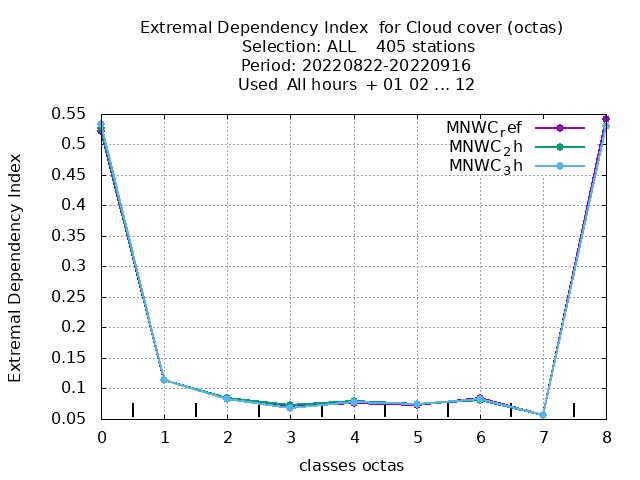 Extremal Dependency Index for Cloud cover (octas)
Selection: ALL 405 stations
Period: 20220822-20220916
Used All hours + 01 02 ... 12
Extremal Dependency Index
0.55
0.5
0.45
0.4
0.35
0.3
0.25
0.2
0.15
0.1
0.05
MNWC_ref
MNWC_2h
MNWC_3h
0 1 2 3 4 5 6 7 8
classes octas